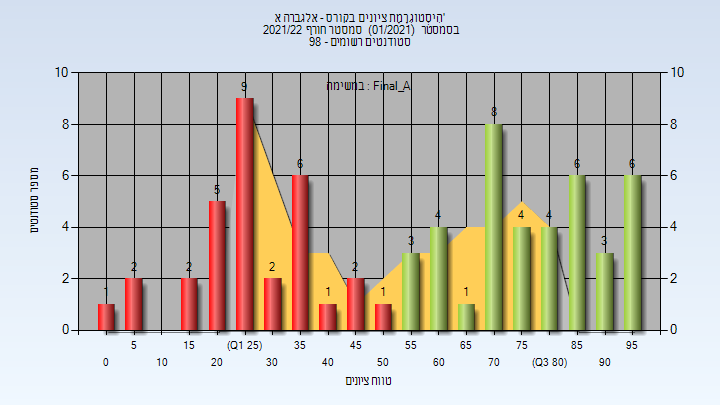 היסטוגרמת ציונים בקורס - אלגברה א'
בסמסטר (01/2021) סמסטר חורף 2021/22
סטודנטים רשומים - 98
במשימה : Final_A
מספר סטודנטים
10 8 6 4 2 0
10 8 6 4 2 0
1 2 2 5 9 2 6 1 2 1 3 4 1 8 4 4 6 3 6
5 15 (Q1 25) 35 45 55 65 75 85 95
0 10 20 30 40 50 60 70 (Q3 80) 90
טווח ציונים